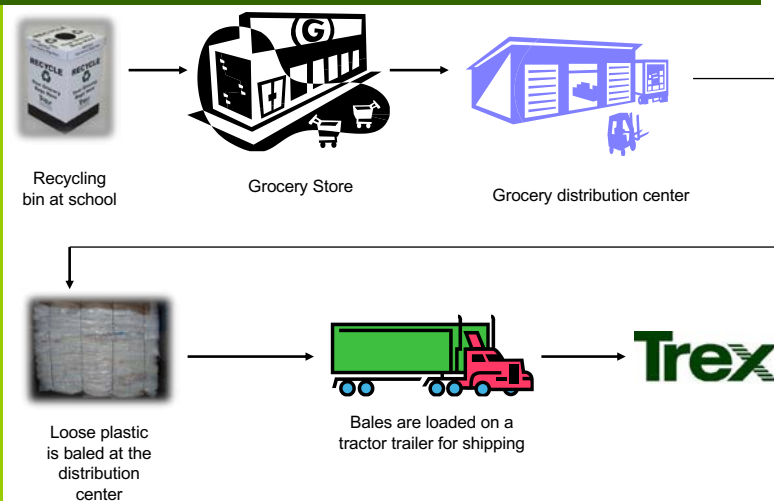 RECYCLE
RECYCLE
Trex
G
Recycling
bin at school
Grocery Store
Grocery distribution center
Trex
Loose plastic
is baled at the
distribution
center
Bales are loaded on a
tractor trailer for shipping